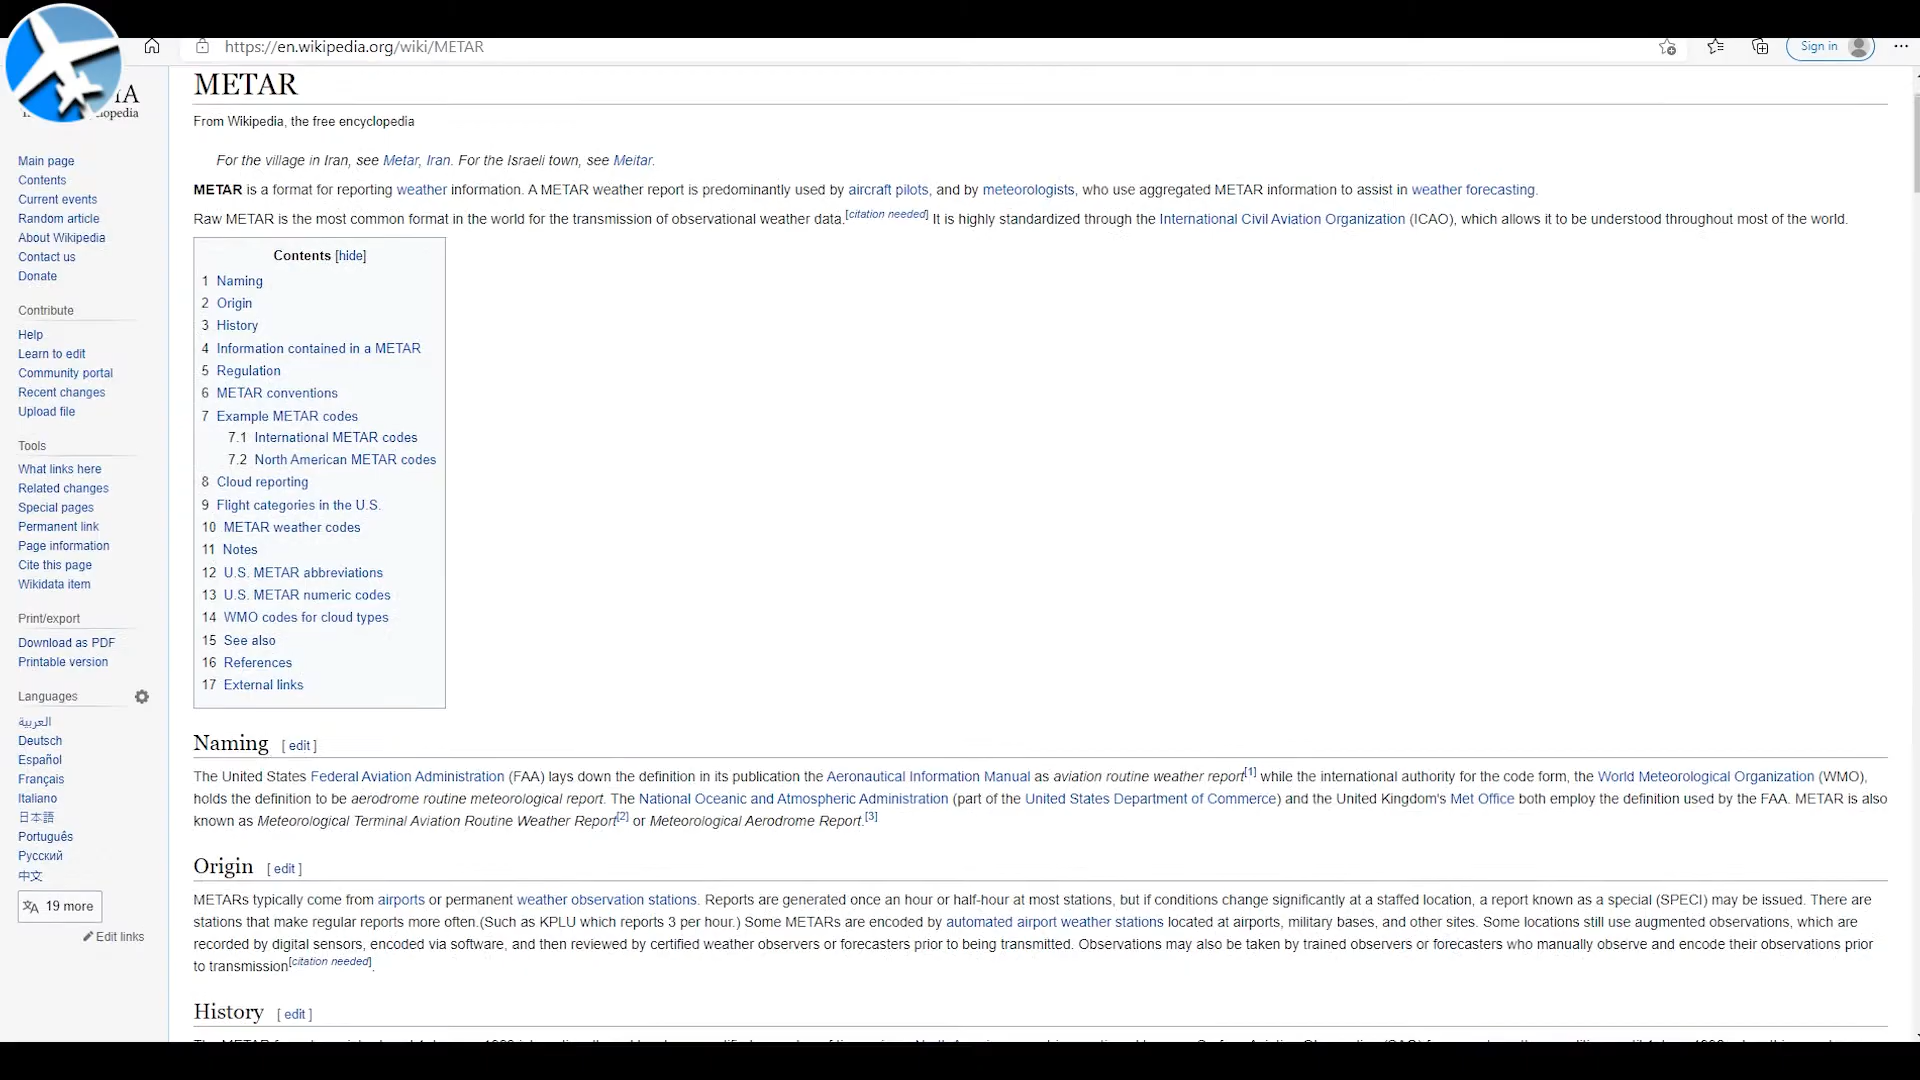 https://en.wikipedia.org/wiki/METAR
Sign in
METAR
From Wikipedia, the free encyclopedia
For the village in Iran, see Metar, Iran. For the Israeli town, see Meitar.
METAR is a format for reporting weather information. A METAR weather report is predominantly used by aircraft pilots, and by meteorologists, who use aggregated METAR information to assist in weather forecasting.
Raw METAR is the most common format in the world for the transmission of observational weather data.[citation needed] It is highly standardized through the International Civil Aviation Organization (ICAO), which allows it to be understood throughout most of the world.
Main page
Contents
Current events
Random article
About Wikipedia
Contact us
Donate
Contribute
Help
Learn to edit
Community portal
Recent changes
Upload file
Tools
What links here
Related changes
Special pages
Permanent link
Page information
Cite this page
Wikidata item
Print/export
Download as PDF
Printable version
Languages
العربية
Deutsch
Español
Français
Italiano
日本語
Português
Русский
中文
19 more
Edit links
Contents [hide]
1 Naming
2 Origin
3 History
4 Information contained in a METAR
5 Regulation
6 METAR conventions
7 Example METAR codes
7.1 International METAR codes
7.2 North American METAR codes
8 Cloud reporting
9 Flight categories in the U.S.
10 METAR weather codes
11 Notes
12 U.S. METAR abbreviations
13 U.S. METAR numeric codes
14 WMO codes for cloud types
15 See also
16 References
17 External links
Naming [ edit ]
The United States Federal Aviation Administration (FAA) lays down the definition in its publication the Aeronautical Information Manual as aviation routine weather report[1] while the international authority for the code form, the World Meteorological Organization (WMO),
holds the definition to be aerodrome routine meteorological report. The National Oceanic and Atmospheric Administration (part of the United States Department of Commerce) and the United Kingdom's Met Office both employ the definition used by the FAA. METAR is also
known as Meteorological Terminal Aviation Routine Weather Report[2] or Meteorological Aerodrome Report.[3]
Origin [ edit ]
METARs typically come from airports or permanent weather observation stations. Reports are generated once an hour or half-hour at most stations, but if conditions change significantly at a staffed location, a report known as a special (SPECI) may be issued. There are
stations that make regular reports more often.(Such as KPLU which reports 3 per hour.) Some METARs are encoded by automated airport weather stations located at airports, military bases, and other sites. Some locations still use augmented observations, which are
recorded by digital sensors, encoded via software, and then reviewed by certified weather observers or forecasters prior to being transmitted. Observations may also be taken by trained observers or forecasters who manually observe and encode their observations prior
to transmission[citation needed].
History [ edit ]